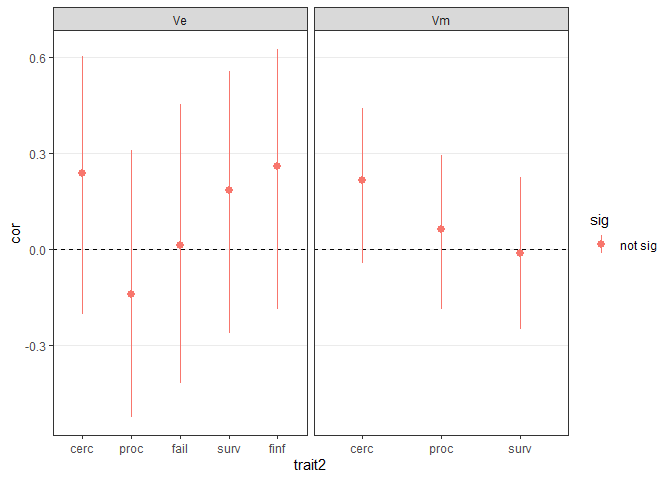 Ve
Vm
0.6
0.3
0.0
-0.3
cor
cerc proc fail surv finf
cerc proc surv
trait2
sig
not sig